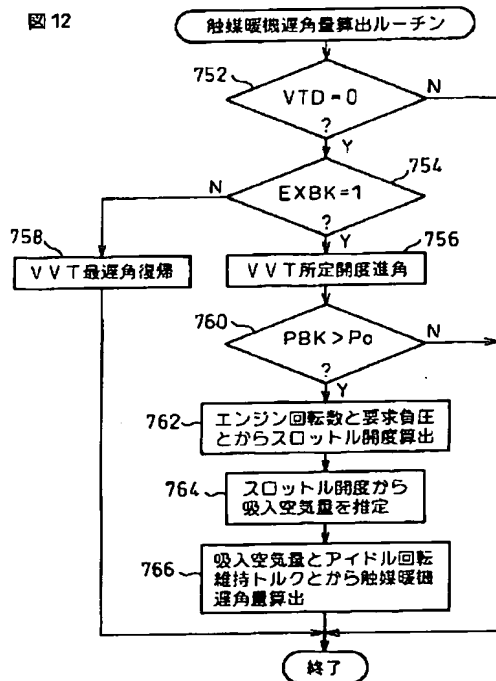 図12
触媒暖機遅角量算出ルーチン
752
VTD=0
?
N
Y
754
EXBK=1
?
N
Y
758
VVT最遅角復帰
756
VVT所定開度進角
760
PBK>Po
?
N
Y
762
エンジン回転数と要求負圧
とからスロットル開度算出
764
スロットル開度から
吸入空気量を推定
766
吸入空気量とアイドル回転
維持トルクとから触媒暖機
遅角量算出
終了